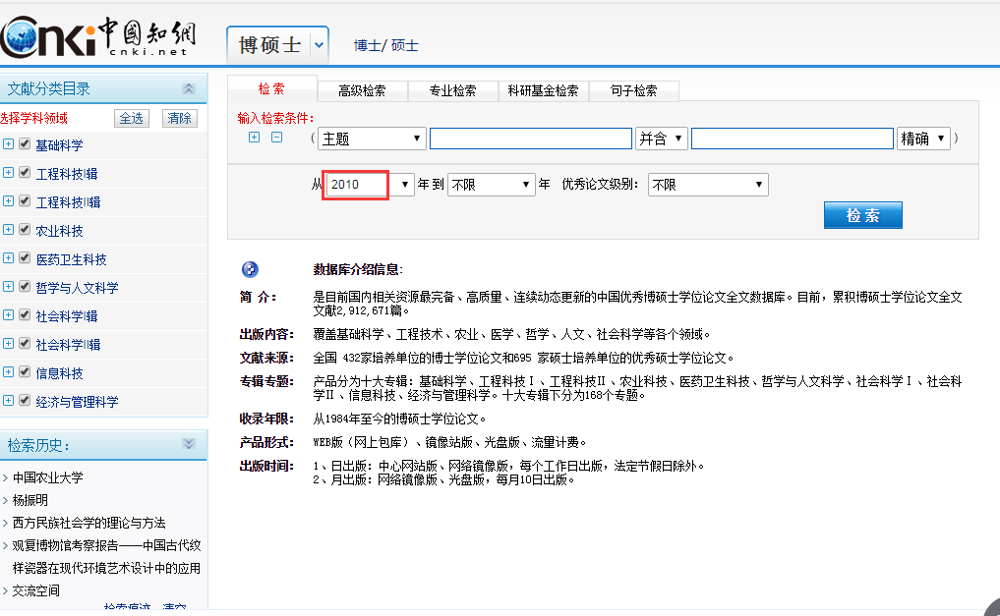 Cnki中国知網
cnki.net
博硕士
博士/ 硕士
文献分类目录
选择学科领域 全选 清除
基础科学
工程科技I辑
工程科技II辑
农业科技
医药卫生科技
哲学与人文科学
社会科学I辑
社会科学II辑
信息科技
经济与管理科学
检索历史：
中国农业大学
杨振明
西方民族社会学的理论与方法
观复博物馆考察报告——中国古代纹
样瓷器在现代环境艺术设计中的应用
交流空间
检索痕迹 清空
检索 高级检索 专业检索 科研基金检索 句子检索
输入检索条件：
( 主题 并含 精确 )
从 2010 年 到 不限 年 优秀论文级别： 不限
检索
数据库介绍信息：
简 介： 是目前国内相关资源最完备、高质量、连续动态更新的中国优秀博硕士学位论文全文数据库。目前，累积博硕士学位论文全文
文献2,912,671篇。
出版内容： 覆盖基础科学、工程技术、农业、医学、哲学、人文、社会科学等各个领域。
文献来源： 全国 432家培养单位的博士学位论文和695 家硕士培养单位的优秀硕士学位论文。
专辑专题： 产品分为十大专辑：基础科学、工程科技Ⅰ、工程科技Ⅱ、农业科技、医药卫生科技、哲学与人文科学、社会科学Ⅰ、社会科
学Ⅱ、信息科技、经济与管理科学。十大专辑下分为168个专题。
收录年限： 从1984年至今的博硕士学位论文。
产品形式： WEB版（网上包库）、镜像站版、光盘版、流量计费。
出版时间： 1、日出版：中心网站版、网络镜像版，每个工作日出版，法定节假日除外。
2、月出版：网络镜像版、光盘版，每月10日出版。